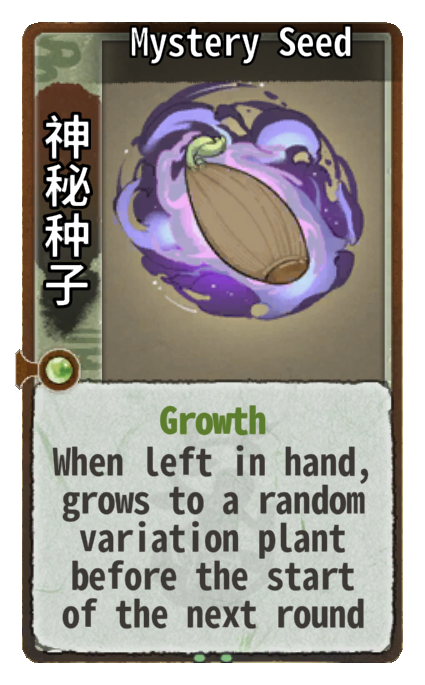 Mystery Seed
神秘种子
Growth
When left in hand,
grows to a random
variation plant
before the start
of the next round